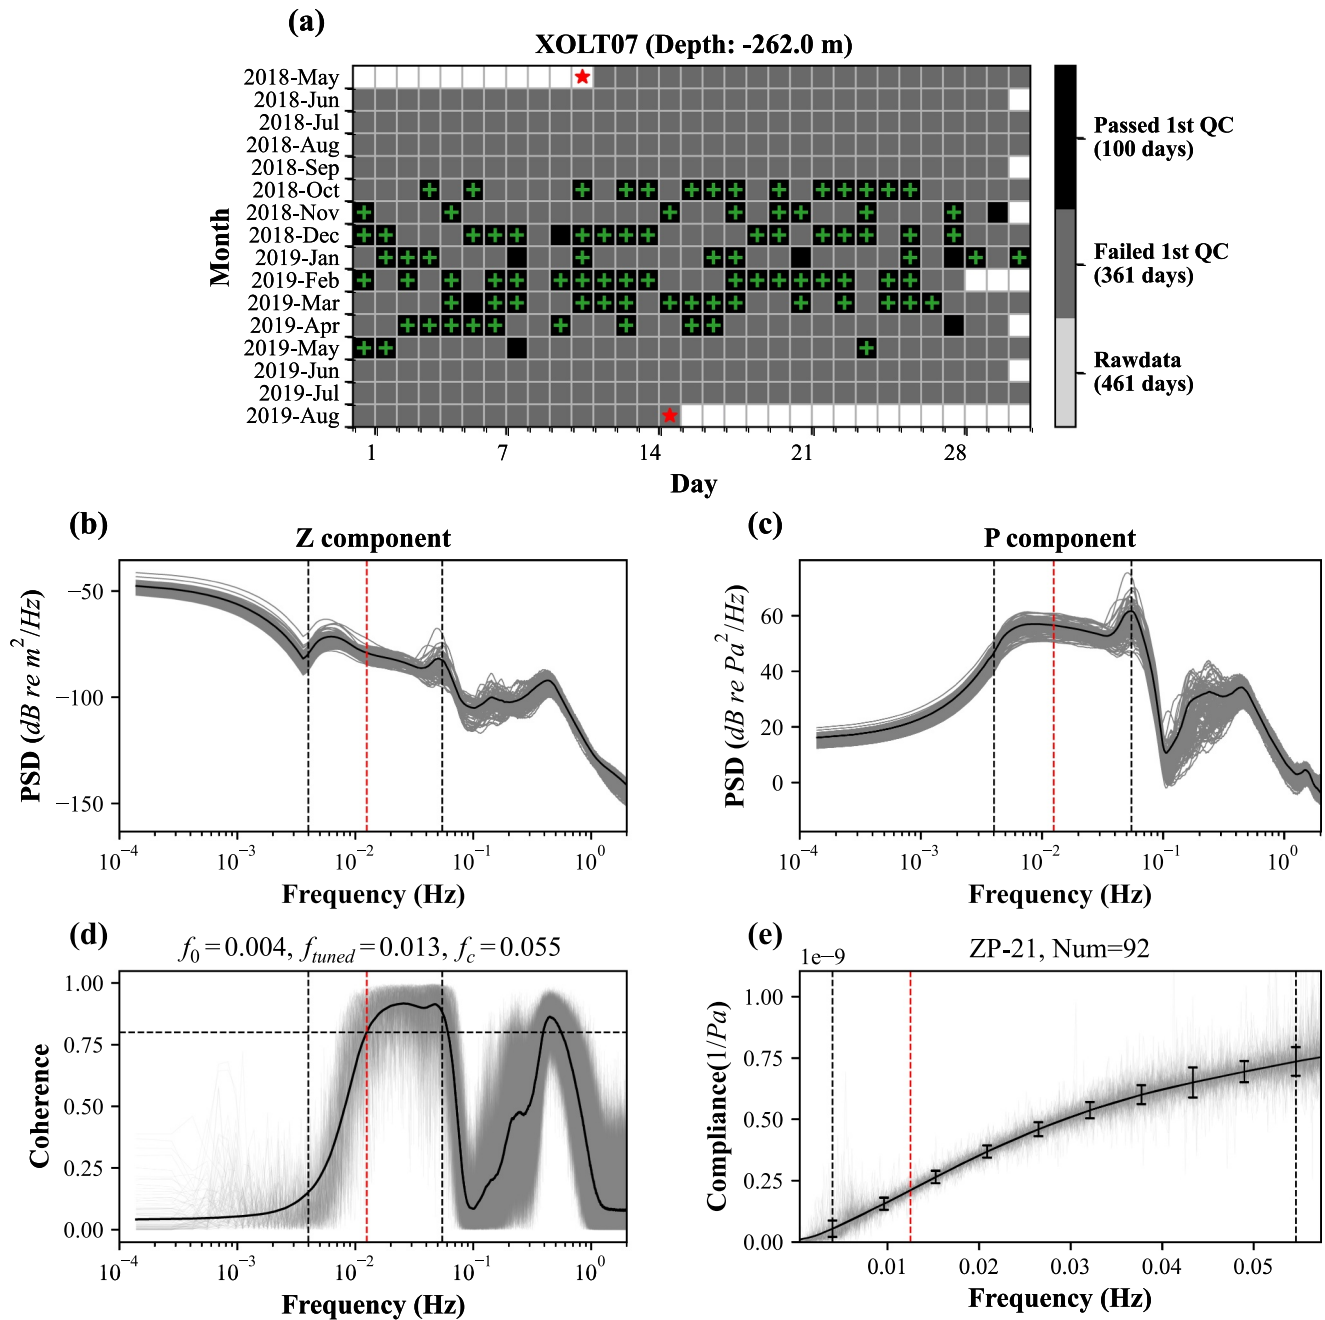 (a)
XOLT07 (Depth: -262.0 m)
Month
2018-May
2018-Jun
2018-Jul
2018-Aug
2018-Sep
2018-Oct
2018-Nov
2018-Dec
2019-Jan
2019-Feb
2019-Mar
2019-Apr
2019-May
2019-Jun
2019-Jul
2019-Aug
1 7 14 21 28
Day
Passed 1st QC
(100 days)
Failed 1st QC
(361 days)
Rawdata
(461 days)
(b)
Z component
PSD (dB re m²/Hz)
−50
−100
−150
10⁻⁴ 10⁻³ 10⁻² 10⁻¹ 10⁰
Frequency (Hz)
(c)
P component
PSD (dB re Pa²/Hz)
60
40
20
0
10⁻⁴ 10⁻³ 10⁻² 10⁻¹ 10⁰
Frequency (Hz)
(d)
f₀=0.004, f_tuned=0.013, f_c=0.055
Coherence
1.00
0.75
0.50
0.25
0.00
10⁻⁴ 10⁻³ 10⁻² 10⁻¹ 10⁰
Frequency (Hz)
(e)
1e−9
ZP−21, Num=92
Compliance(1/Pa)
1.00
0.75
0.50
0.25
0.00
0.01 0.02 0.03 0.04 0.05
Frequency (Hz)